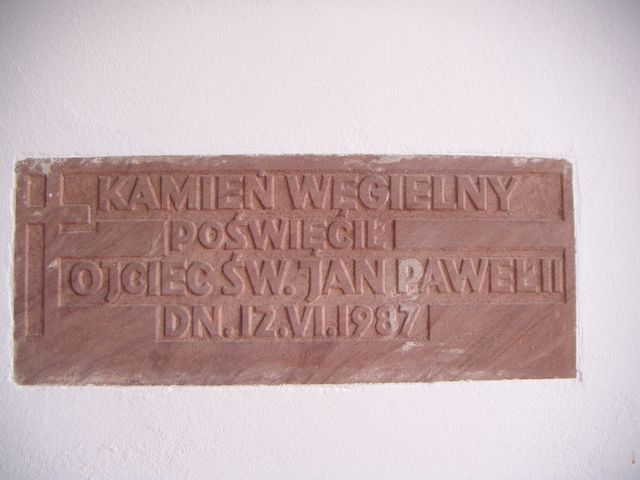 KAMIEŃ WĘGIELNY
POŚWIĘCIŁ
OJCIEC ŚW. JAN PAWEŁ II
DN. 12.VI.1987